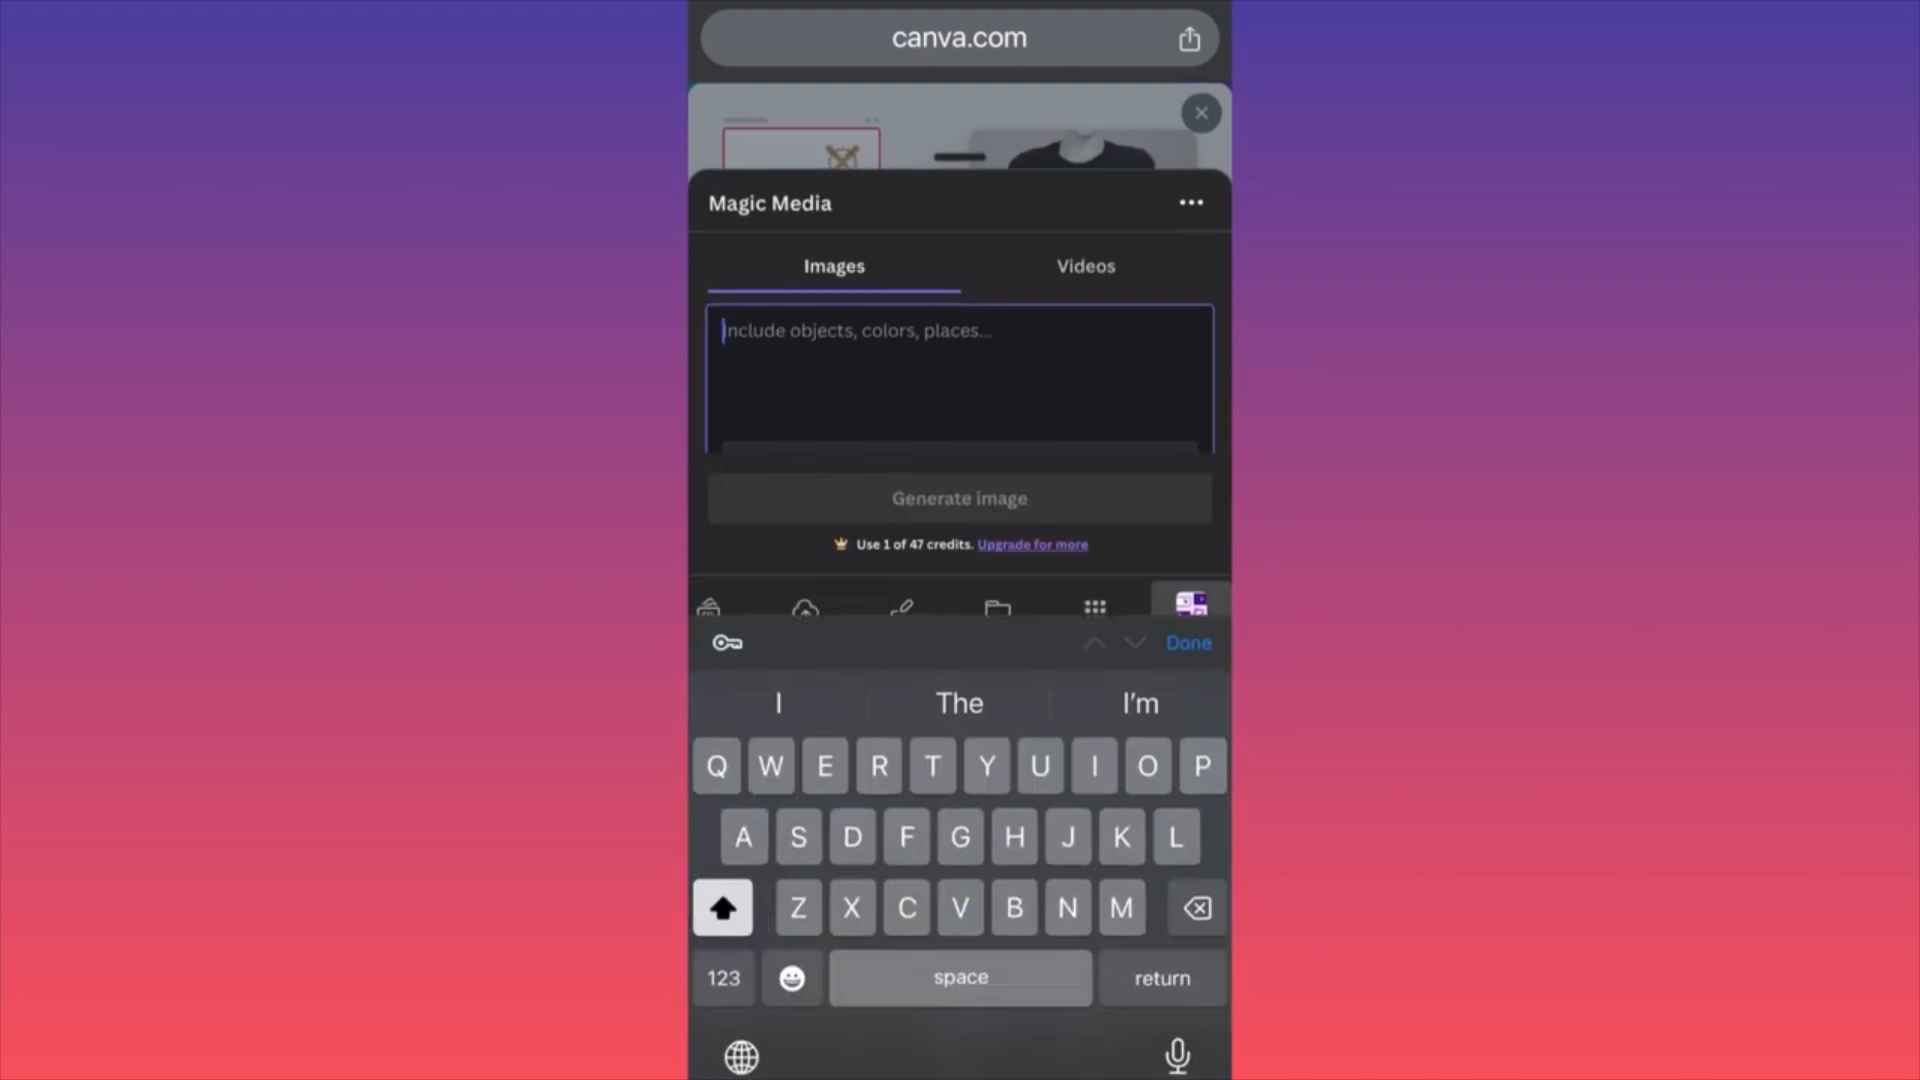 canva.com
Magic Media
Images Videos
Include objects, colors, places...
Generate image
Use 1 of 47 credits. Upgrade for more
Done
I The I'm
Q W E R T Y U I O P
A S D F G H J K L
Z X C V B N M
123 space return